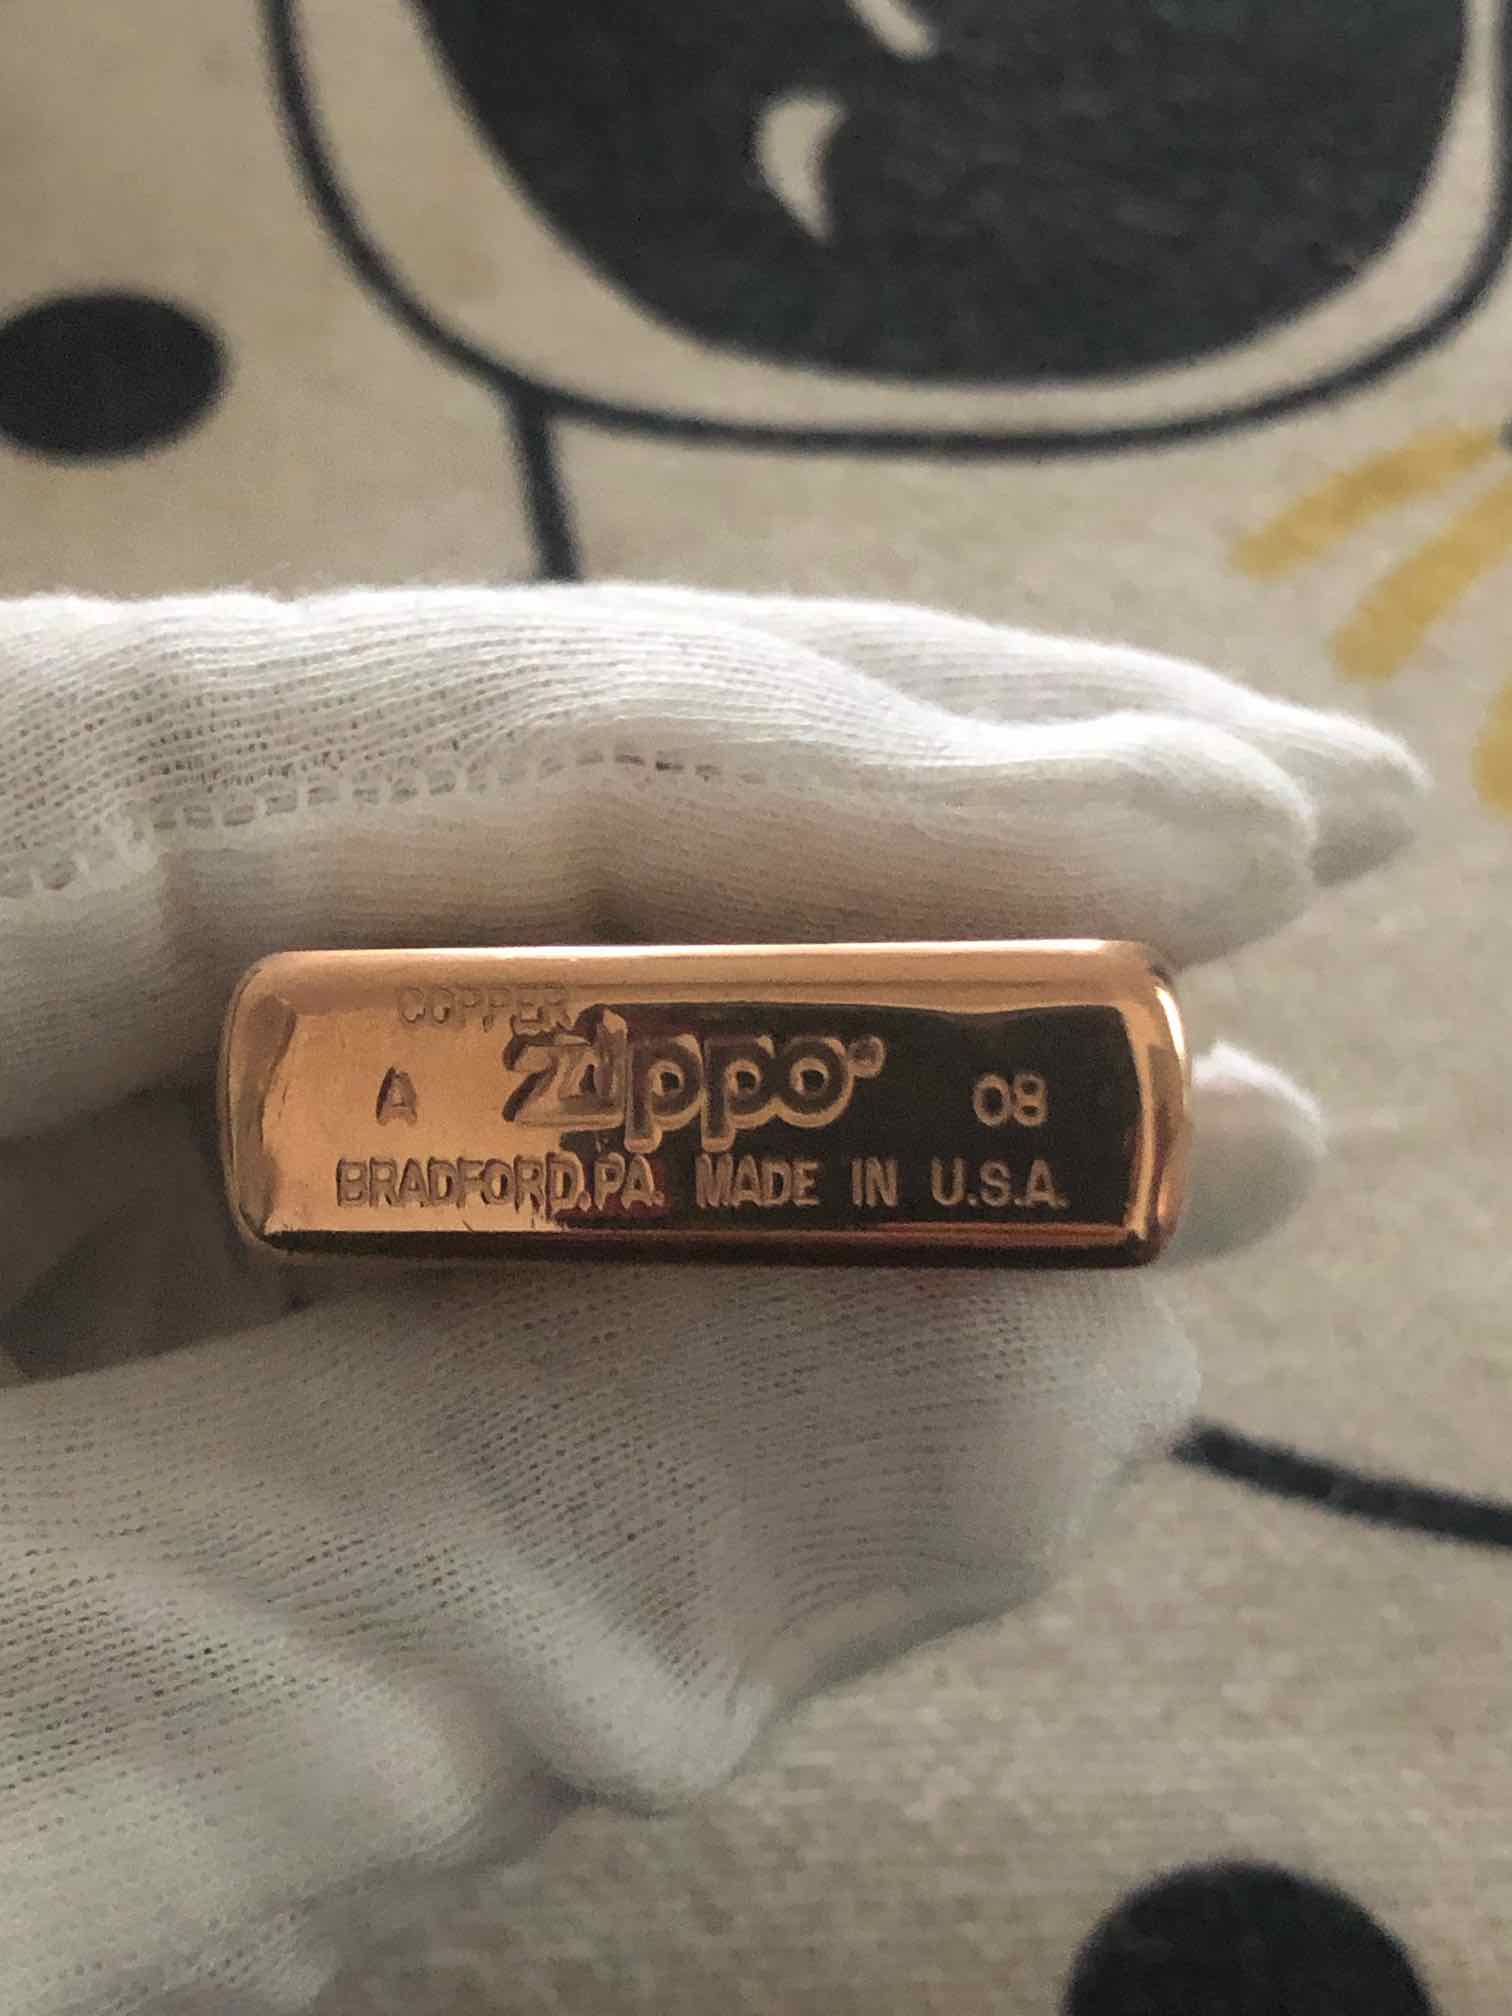 COPPER
A Zippo® 08
BRADFORD,PA. MADE IN U.S.A.